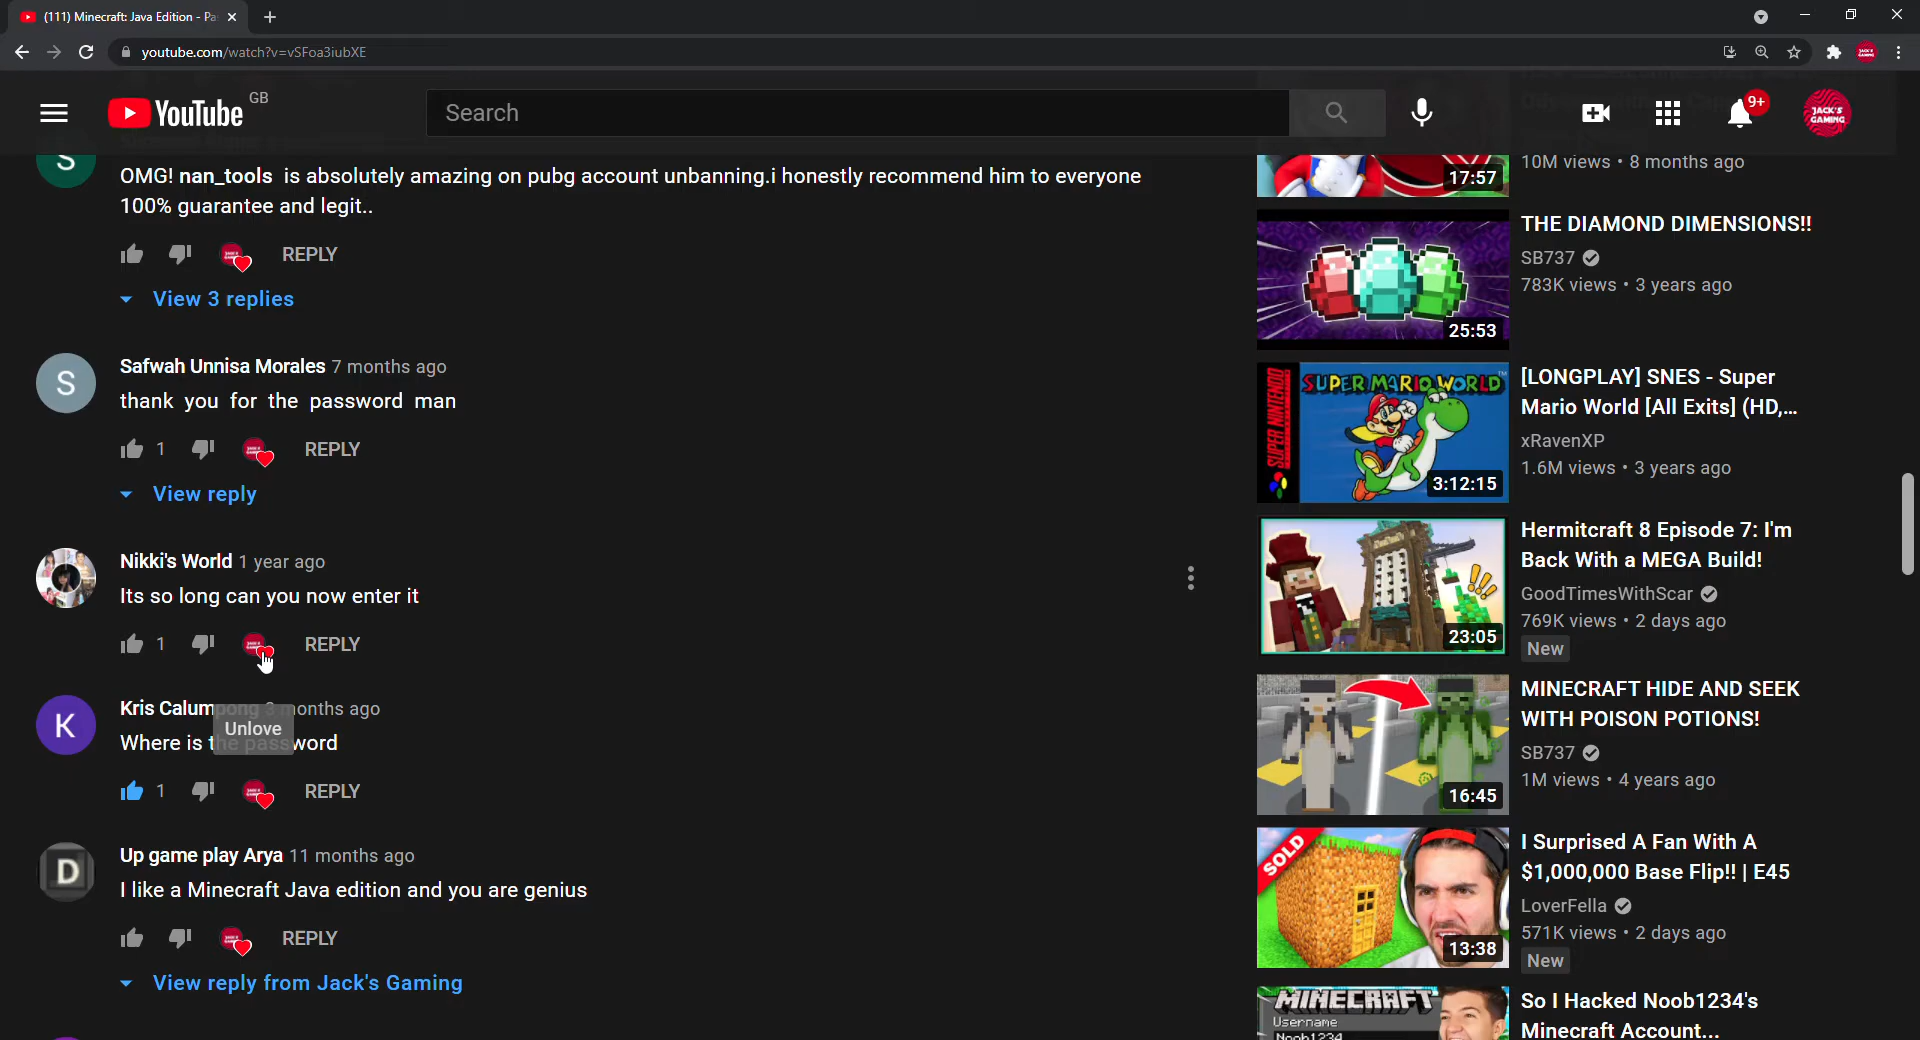 (111) Minecraft: Java Edition - Pa
youtube.com/watch?v=vSFoa3iubXE
YouTube GB
Search
9+
JACK'S
GAMING
S
OMG! nan_tools is absolutely amazing on pubg account unbanning.i honestly recommend him to everyone
100% guarantee and legit..
REPLY
View 3 replies
S
Safwah Unnisa Morales 7 months ago
thank you for the password man
1 REPLY
View reply
Nikki's World 1 year ago
Its so long can you now enter it
1 REPLY
Unlove
K
Kris Calumpong 3 months ago
Where is the password
1 REPLY
D
Up game play Arya 11 months ago
I like a Minecraft Java edition and you are genius
REPLY
View reply from Jack's Gaming
17:57
10M views • 8 months ago
25:53
THE DIAMOND DIMENSIONS!!
SB737
783K views • 3 years ago
SUPER NINTENDO
SUPER MARIO WORLD
3:12:15
[LONGPLAY] SNES - Super
Mario World [All Exits] (HD,...
xRavenXP
1.6M views • 3 years ago
!!
23:05
Hermitcraft 8 Episode 7: I'm
Back With a MEGA Build!
GoodTimesWithScar
769K views • 2 days ago
New
16:45
MINECRAFT HIDE AND SEEK
WITH POISON POTIONS!
SB737
1M views • 4 years ago
SOLD
13:38
I Surprised A Fan With A
$1,000,000 Base Flip!! | E45
LoverFella
571K views • 2 days ago
New
MINECRAFT
Username
Noob1234
So I Hacked Noob1234's
Minecraft Account...